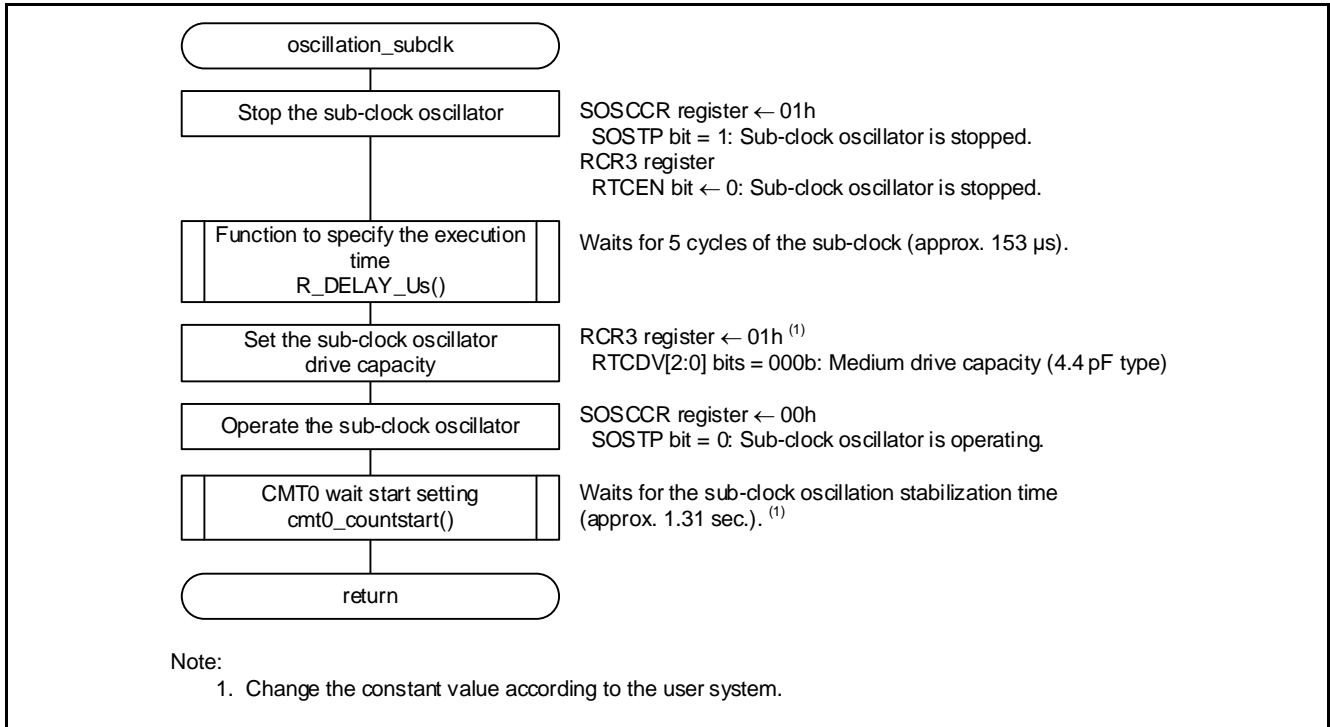 oscillation_subclk
Stop the sub-clock oscillator
SOSCCR register ← 01h
SOSTP bit = 1: Sub-clock oscillator is stopped.
RCR3 register
RTCEN bit ← 0: Sub-clock oscillator is stopped.
Function to specify the execution
time
R_DELAY_Us()
Waits for 5 cycles of the sub-clock (approx. 153 µs).
Set the sub-clock oscillator
drive capacity
RCR3 register ← 01h (1)
RTCDV[2:0] bits = 000b: Medium drive capacity (4.4 pF type)
Operate the sub-clock oscillator
SOSCCR register ← 00h
SOSTP bit = 0: Sub-clock oscillator is operating.
CMT0 wait start setting
cmt0_countstart()
Waits for the sub-clock oscillation stabilization time
(approx. 1.31 sec.). (1)
return
Note:
1. Change the constant value according to the user system.